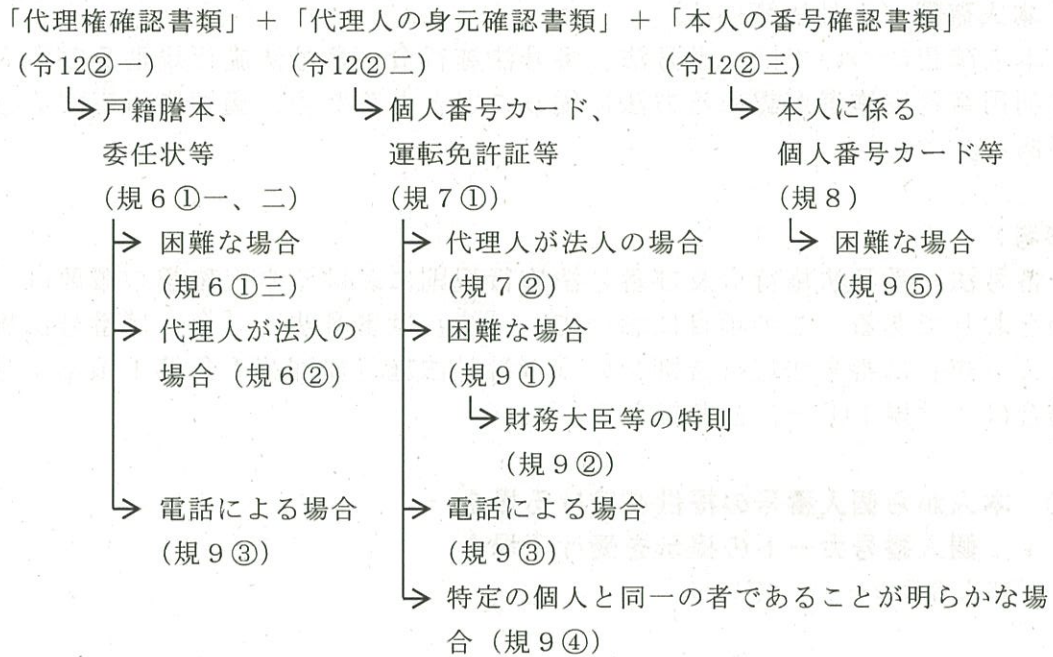 「代理権確認書類」＋「代理人の身元確認書類」＋「本人の番号確認書類」
（令12②一）
（令12②二）
（令12②三）
戸籍謄本、
委任状等
（規６①一、二）
困難な場合
（規６①三）
代理人が法人の
場合（規６②）
電話による場合
（規９③）
個人番号カード、
運転免許証等
（規７①）
代理人が法人の場合
（規７②）
困難な場合
（規９①）
財務大臣等の特則
（規９②）
電話による場合
（規９③）
特定の個人と同一の者であることが明らかな場
合（規９④）
本人に係る
個人番号カード等
（規８）
困難な場合
（規９⑤）